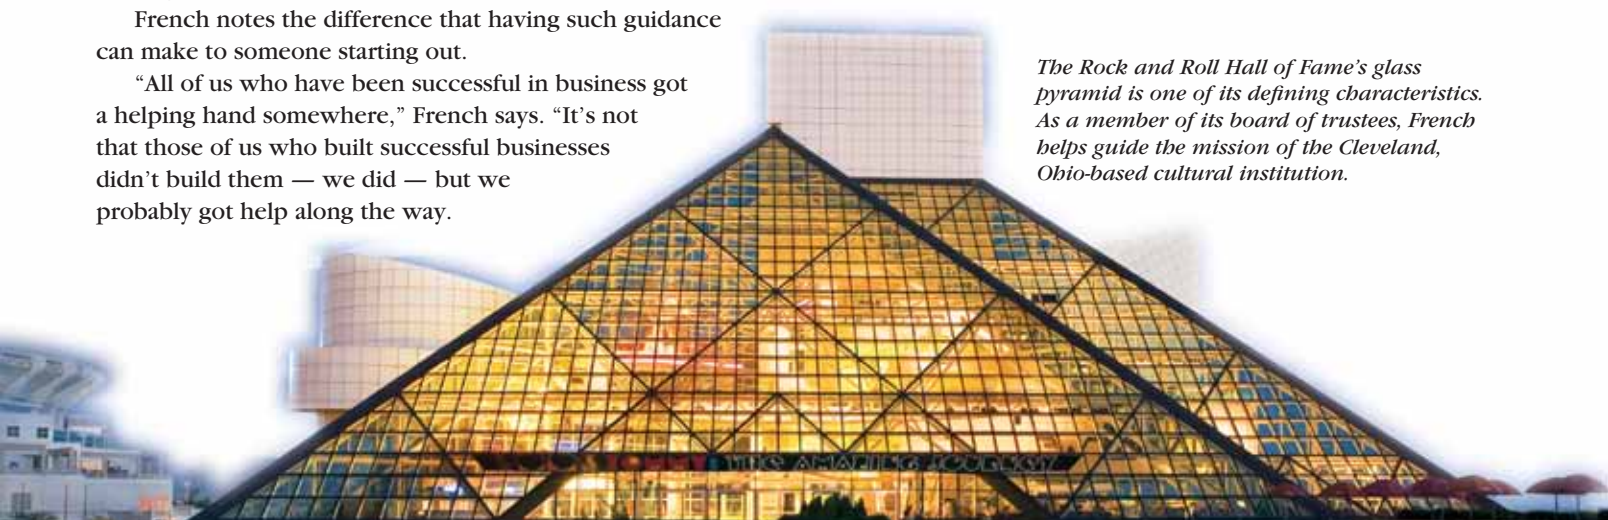 French notes the difference that having such guidance
can make to someone starting out.
“All of us who have been successful in business got
a helping hand somewhere,” French says. “It’s not
that those of us who built successful businesses
didn’t build them — we did — but we
probably got help along the way.
The Rock and Roll Hall of Fame’s glass
pyramid is one of its defining characteristics.
As a member of its board of trustees, French
helps guide the mission of the Cleveland,
Ohio-based cultural institution.